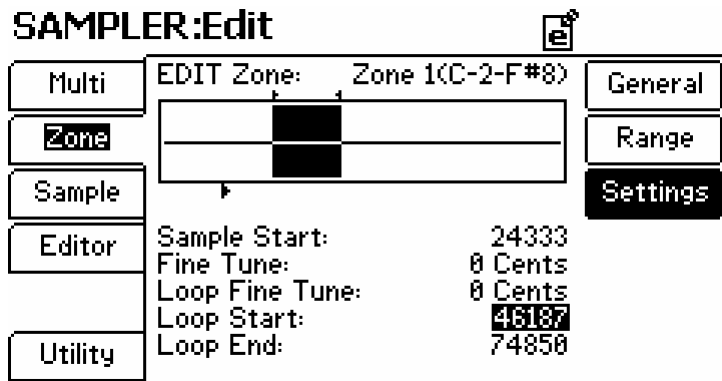 SAMPLER:Edit
e
Multi
Zone
Sample
Editor
Utility
EDIT Zone: Zone 1(C-2-F#8)
Sample Start: 24333
Fine Tune: 0 Cents
Loop Fine Tune: 0 Cents
Loop Start: 46187
Loop End: 74850
General
Range
Settings